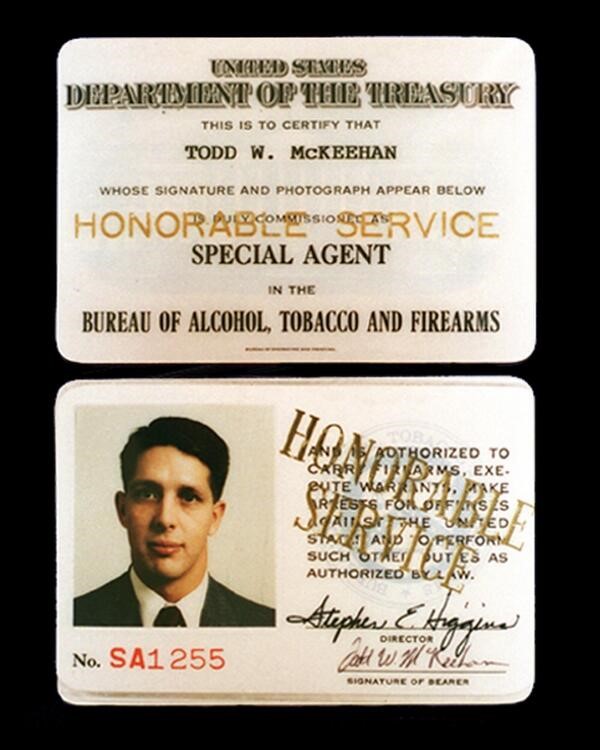 UNITED STATES
DEPARTMENT OF THE TREASURY
THIS IS TO CERTIFY THAT
TODD W. McKEEHAN
WHOSE SIGNATURE AND PHOTOGRAPH APPEAR BELOW
IS DULY COMMISSIONED AS
HONORABLE SERVICE
SPECIAL AGENT
IN THE
BUREAU OF ALCOHOL, TOBACCO AND FIREARMS
HONORABLE
SERVICE
AND IS AUTHORIZED TO
CARRY FIREARMS, EXE-
CUTE WARRANTS, MAKE
ARRESTS FOR OFFENSES
AGAINST THE UNITED
STATES AND TO PERFORM
SUCH OTHER DUTIES AS
AUTHORIZED BY LAW.
Stephen E. Higgins
DIRECTOR
Todd W. McKeehan
SIGNATURE OF BEARER
No. SA1255